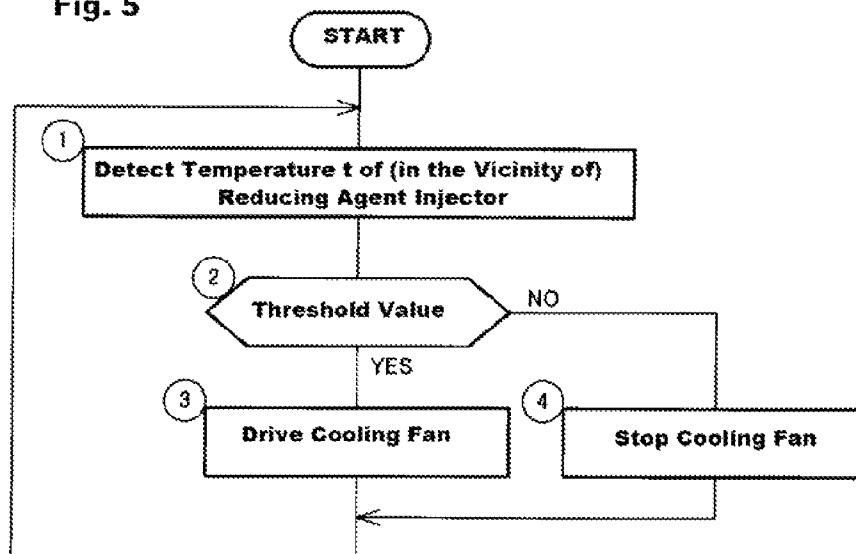 Fig. 5
START
1
Detect Temperature t of (in the Vicinity of)
Reducing Agent Injector
2
Threshold Value
NO
YES
3
Drive Cooling Fan
4
Stop Cooling Fan